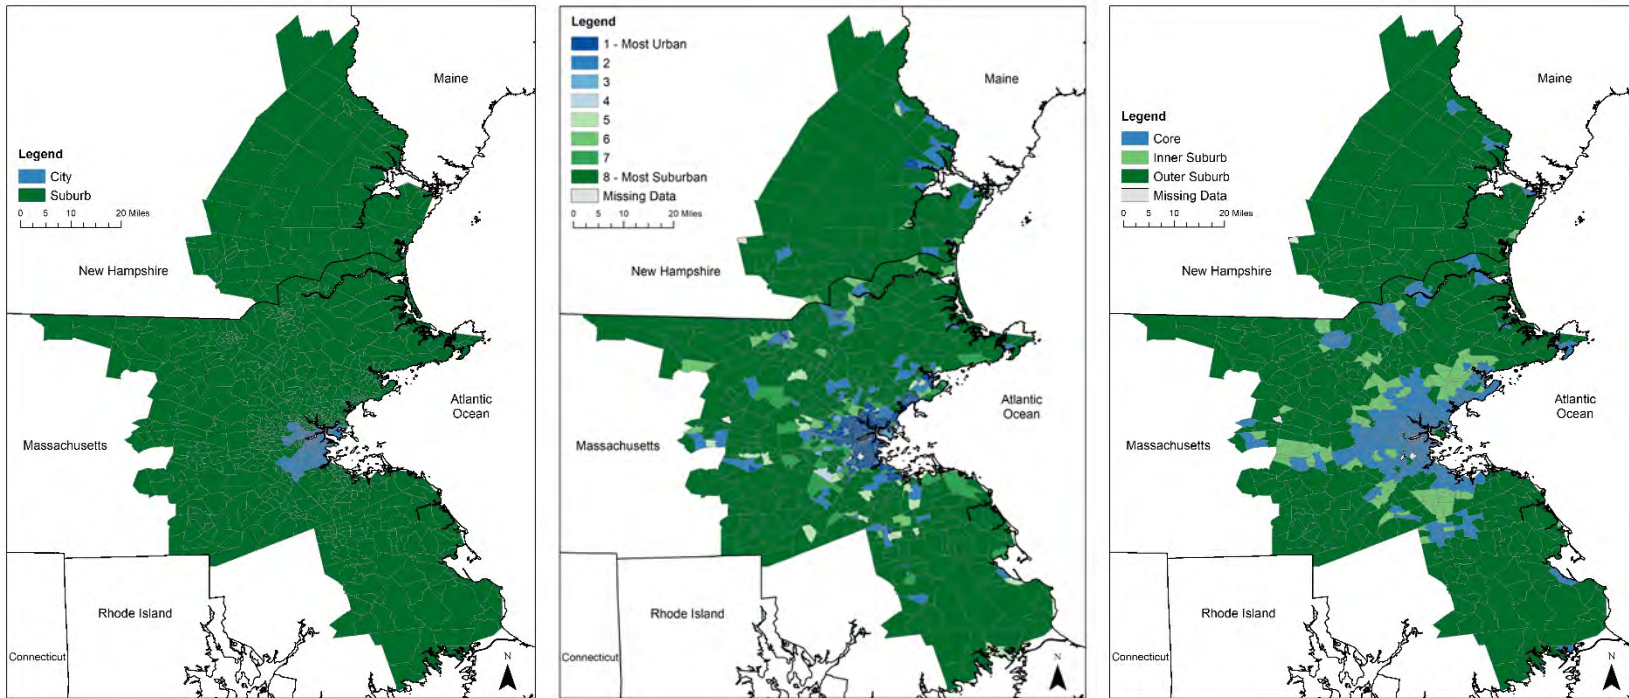 Maine
Legend
City
Suburb
0 5 10 20 Miles
New Hampshire
Atlantic
Ocean
Massachusetts
Rhode Island
Connecticut
N
Legend
1 - Most Urban
2
3
4
5
6
7
8 - Most Suburban
Missing Data
0 5 10 20 Miles
Maine
New Hampshire
Atlantic
Ocean
Massachusetts
Rhode Island
Connecticut
N
Maine
Legend
Core
Inner Suburb
Outer Suburb
Missing Data
0 5 10 20 Miles
New Hampshire
Atlantic
Ocean
Massachusetts
Rhode Island
Connecticut
N